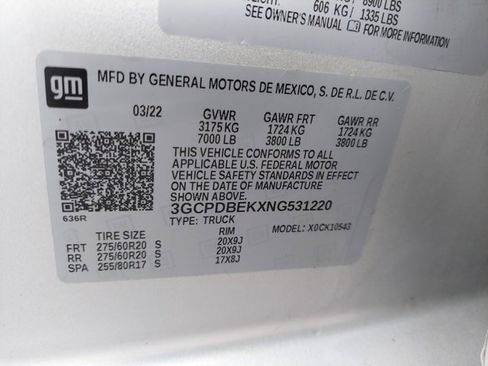 8900 LBS
606 KG / 1335 LBS
SEE OWNER'S MANUAL FOR MORE INFORMATION
gm
MFD BY GENERAL MOTORS DE MEXICO, S. DE R.L. DE C.V.
03/22 GVWR GAWR FRT GAWR RR
3175 KG 1724 KG 1724 KG
7000 LB 3800 LB 3800 LB
THIS VEHICLE CONFORMS TO ALL
APPLICABLE U.S. FEDERAL MOTOR
VEHICLE SAFETY STANDARDS IN EFFECT
ON THE DATE OF MANUFACTURE SHOWN ABOVE.
3GCPDBEKXNG531220
636R
TYPE: TRUCK MODEL: X0CK10543
TIRE SIZE RIM
FRT 275/60R20 S 20X9J
RR 275/60R20 S 20X9J
SPA 255/80R17 S 17X8J